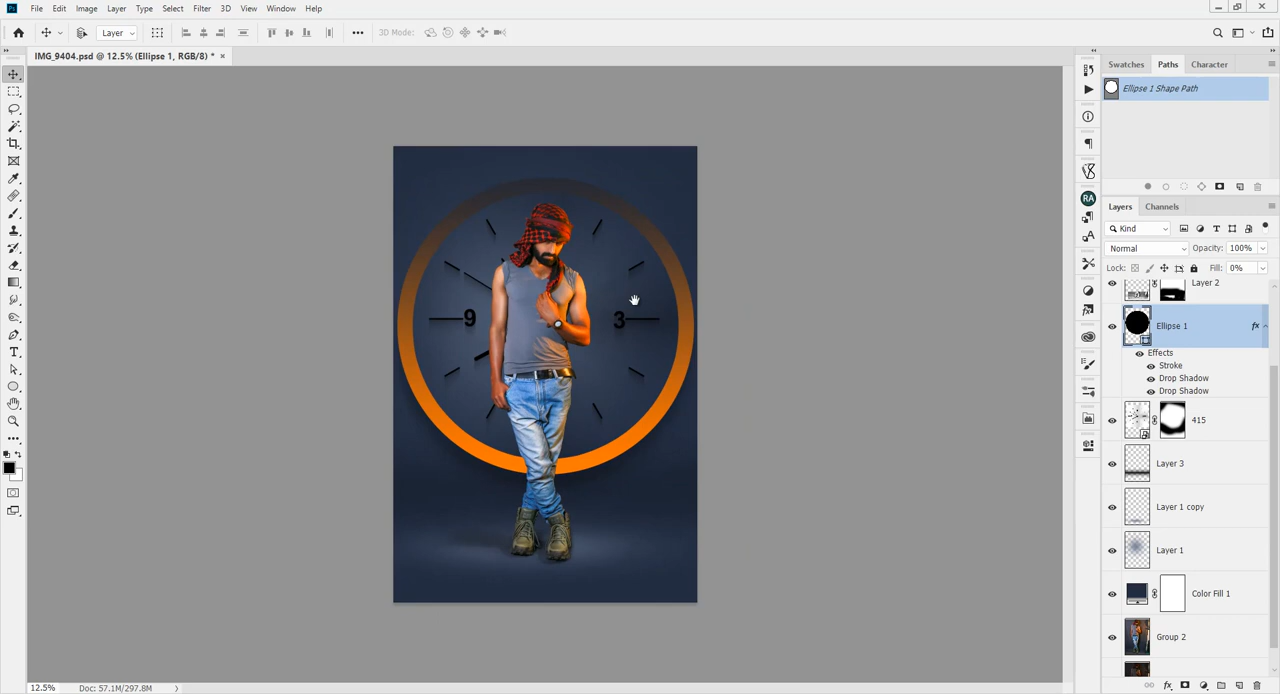 Ps File Edit Image Layer Type Select Filter 3D View Window Help
Layer 3D Mode:
IMG_9404.psd @ 12.5% (Ellipse 1, RGB/8) * ×
Swatches Paths Character
Ellipse 1 Shape Path
RA
Layers Channels
Kind
Normal Opacity: 100%
Lock: Fill: 0%
Layer 2
Ellipse 1 fx
Effects
Stroke
Drop Shadow
Drop Shadow
415
Layer 3
Layer 1 copy
Layer 1
Color Fill 1
Group 2
9 3
12.5% Doc: 57.1M/297.8M